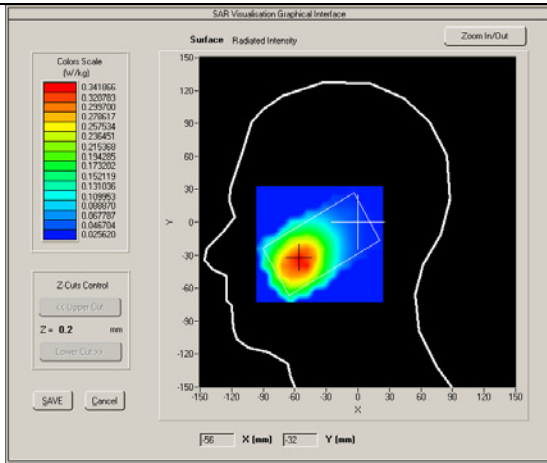 SAR Visualisation Graphical Interface
Surface Radiated Intensity
Zoom In/Out
Colors Scale
(W/kg)
0.341866
0.320783
0.299700
0.278617
0.257534
0.236451
0.215368
0.194285
0.173202
0.152119
0.131036
0.109953
0.088870
0.067787
0.046704
0.025620
Z-Cuts Control
<< Upper Cut
Z = 0.2 mm
Lower Cut >>
SAVE Cancel
150
120
90
60
30
0
-30
-60
-90
-120
-150
Y
-150 -120 -90 -60 -30 0 30 60 90 120 150
X
-56 X (mm) -32 Y (mm)